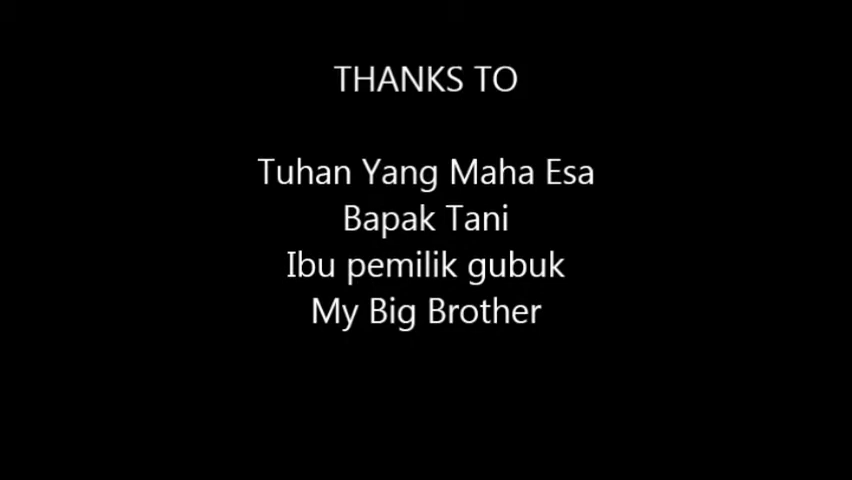 THANKS TO
Tuhan Yang Maha Esa
Bapak Tani
Ibu pemilik gubuk
My Big Brother